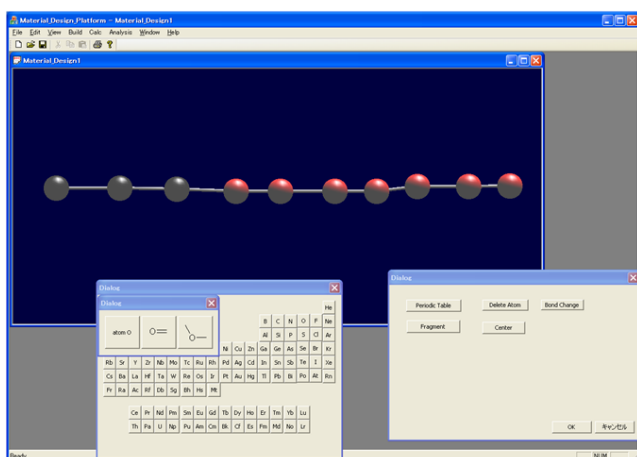 Material_Design_Platform - Material_Design1
File Edit View Build Calc Analysis Window Help
Material_Design1
Dialog
Dialog
atom O
O
O
He
B C N O F Ne
Al Si P S Cl Ar
Ni Cu Zn Ga Ge As Se Br Kr
Rb Sr Y Zr Nb Mo Tc Ru Rh Pd Ag Cd In Sn Sb Te I Xe
Cs Ba La Hf Ta W Re Os Ir Pt Au Hg Tl Pb Bi Po At Rn
Fr Ra Ac Rf Db Sg Bh Hs Mt
Ce Pr Nd Pm Sm Eu Gd Tb Dy Ho Er Tm Yb Lu
Th Pa U Np Pu Am Cm Bk Cf Es Fm Md No Lr
Dialog
Periodic Table Delete Atom Bond Change
Fragment Center
OK キャンセル
Ready NUM